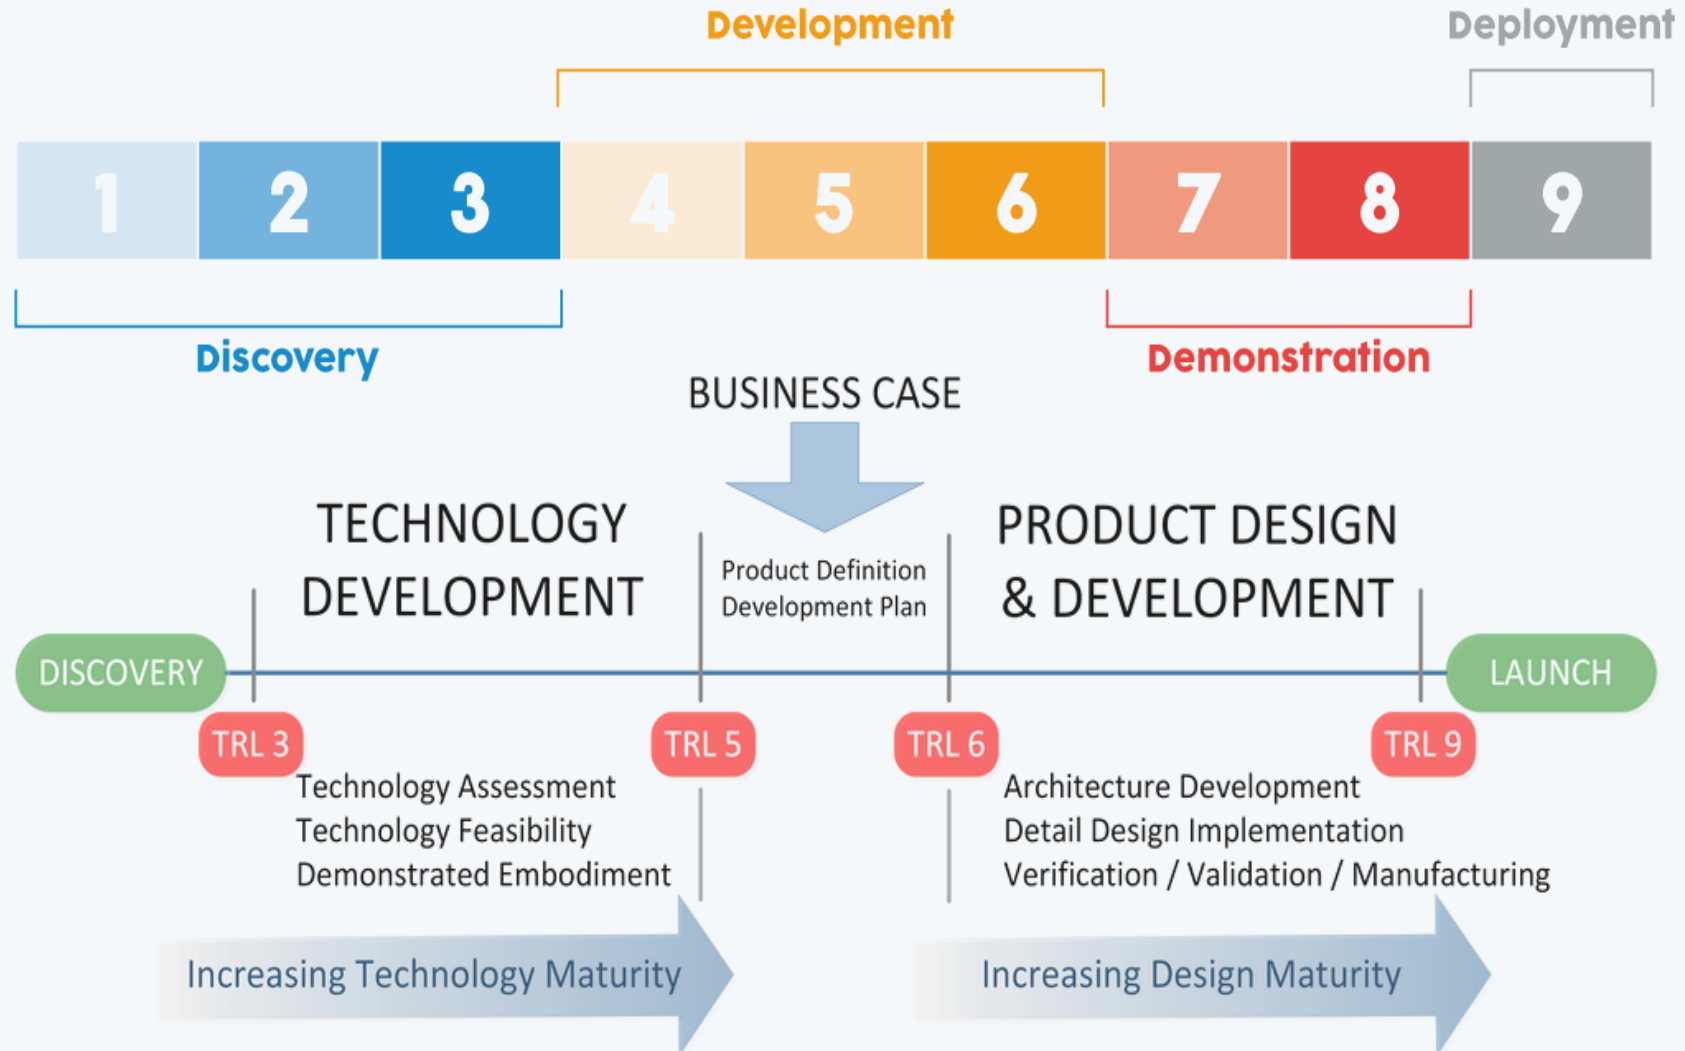 Development
Deployment
1 2 3 4 5 6 7 8 9
Discovery
Demonstration
BUSINESS CASE
TECHNOLOGY
DEVELOPMENT
Product Definition
Development Plan
PRODUCT DESIGN
& DEVELOPMENT
DISCOVERY
LAUNCH
TRL 3
TRL 5
TRL 6
TRL 9
Technology Assessment
Technology Feasibility
Demonstrated Embodiment
Architecture Development
Detail Design Implementation
Verification / Validation / Manufacturing
Increasing Technology Maturity
Increasing Design Maturity